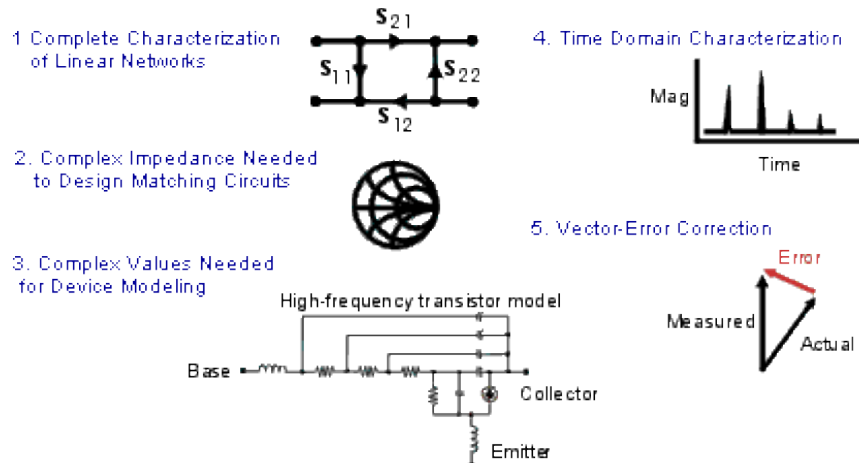 1 Complete Characterization
of Linear Networks
S21
S11
S22
S12
2. Complex Impedance Needed
to Design Matching Circuits
3. Complex Values Needed
for Device Modeling
High-frequency transistor model
Base
Collector
Emitter
4. Time Domain Characterization
Mag
Time
5. Vector-Error Correction
Error
Measured
Actual